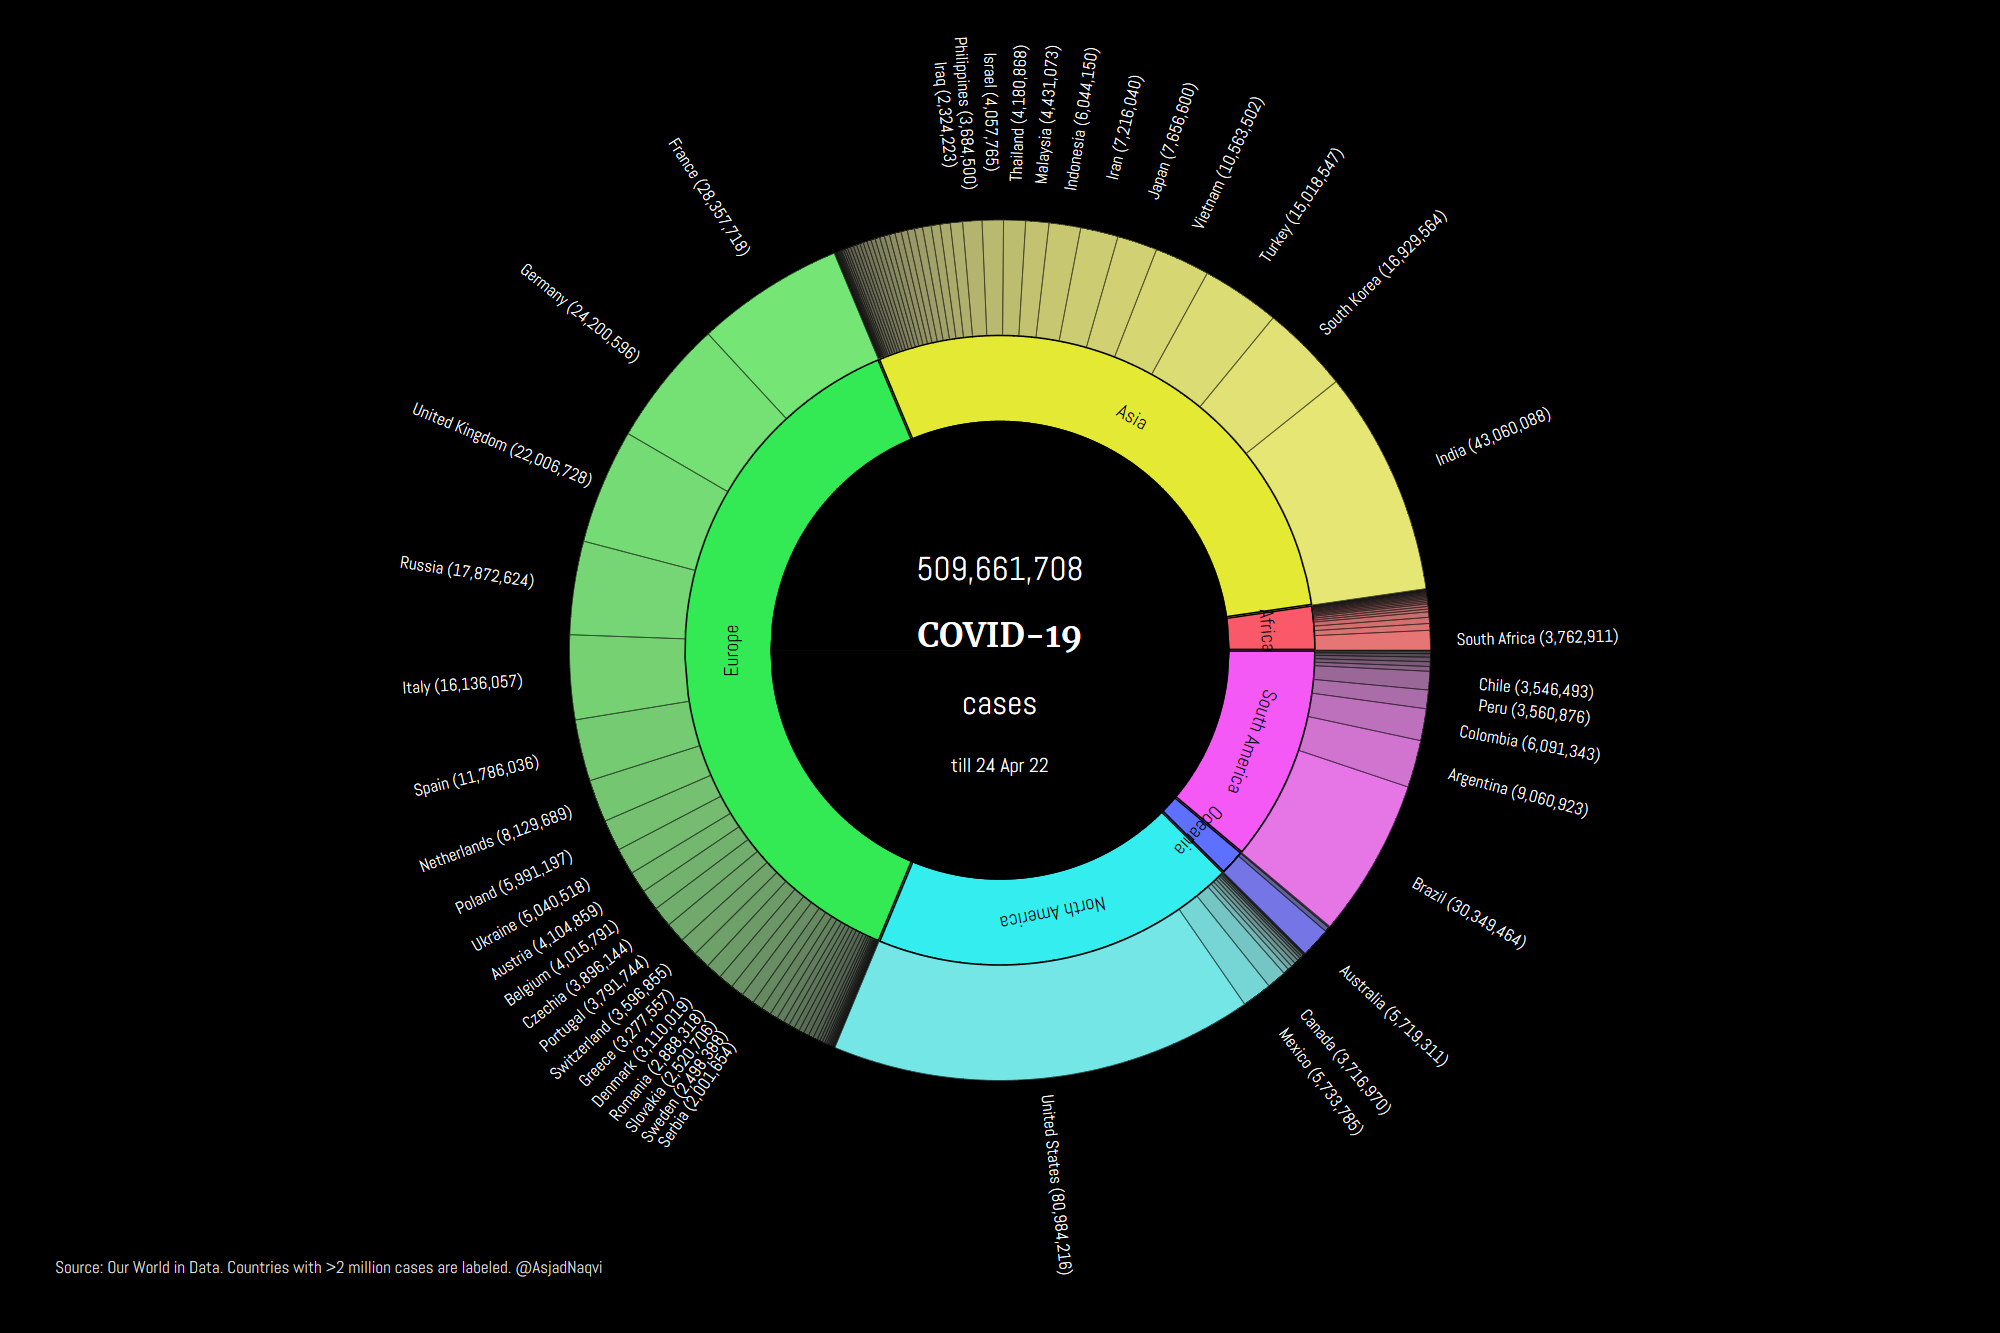 Iraq (2,324,223)
Philippines (3,684,500)
Israel (4,057,765)
Thailand (4,180,868)
Malaysia (4,431,073)
Indonesia (6,044,150)
Iran (7,216,040)
Japan (7,656,600)
Vietnam (10,563,502)
Turkey (15,018,547)
South Korea (16,929,564)
India (43,060,088)
South Africa (3,762,911)
Chile (3,546,493)
Peru (3,560,876)
Colombia (6,091,343)
Argentina (9,060,923)
Brazil (30,349,464)
Australia (5,719,311)
Canada (3,716,970)
Mexico (5,733,785)
United States (80,984,216)
Serbia (2,001,654)
Sweden (2,498,388)
Slovakia (2,520,706)
Romania (2,888,318)
Denmark (3,110,019)
Greece (3,277,557)
Switzerland (3,596,855)
Portugal (3,791,744)
Czechia (3,896,144)
Belgium (4,015,791)
Austria (4,104,859)
Ukraine (5,040,518)
Poland (5,991,197)
Netherlands (8,129,689)
Spain (11,786,036)
Italy (16,136,057)
Russia (17,872,624)
United Kingdom (22,006,728)
Germany (24,200,596)
France (28,357,718)
Asia
Africa
South America
Oceania
North America
Europe
509,661,708
COVID-19
cases
till 24 Apr 22
Source: Our World in Data. Countries with >2 million cases are labeled. @AsjadNaqvi